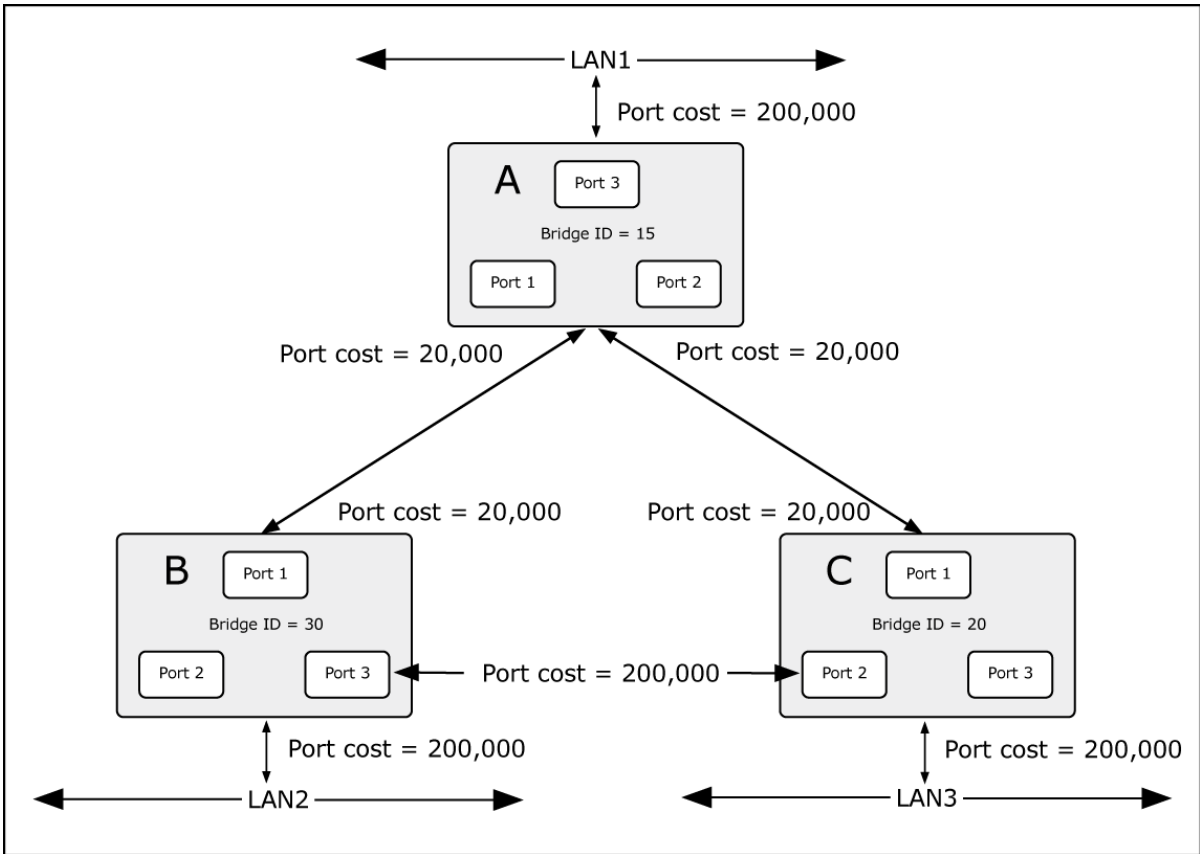 LAN1
Port cost = 200,000
A
Port 3
Bridge ID = 15
Port 1
Port 2
Port cost = 20,000
Port cost = 20,000
Port cost = 20,000
Port cost = 20,000
B
Port 1
Bridge ID = 30
Port 2
Port 3
C
Port 1
Bridge ID = 20
Port 2
Port 3
Port cost = 200,000
Port cost = 200,000
LAN2
Port cost = 200,000
LAN3